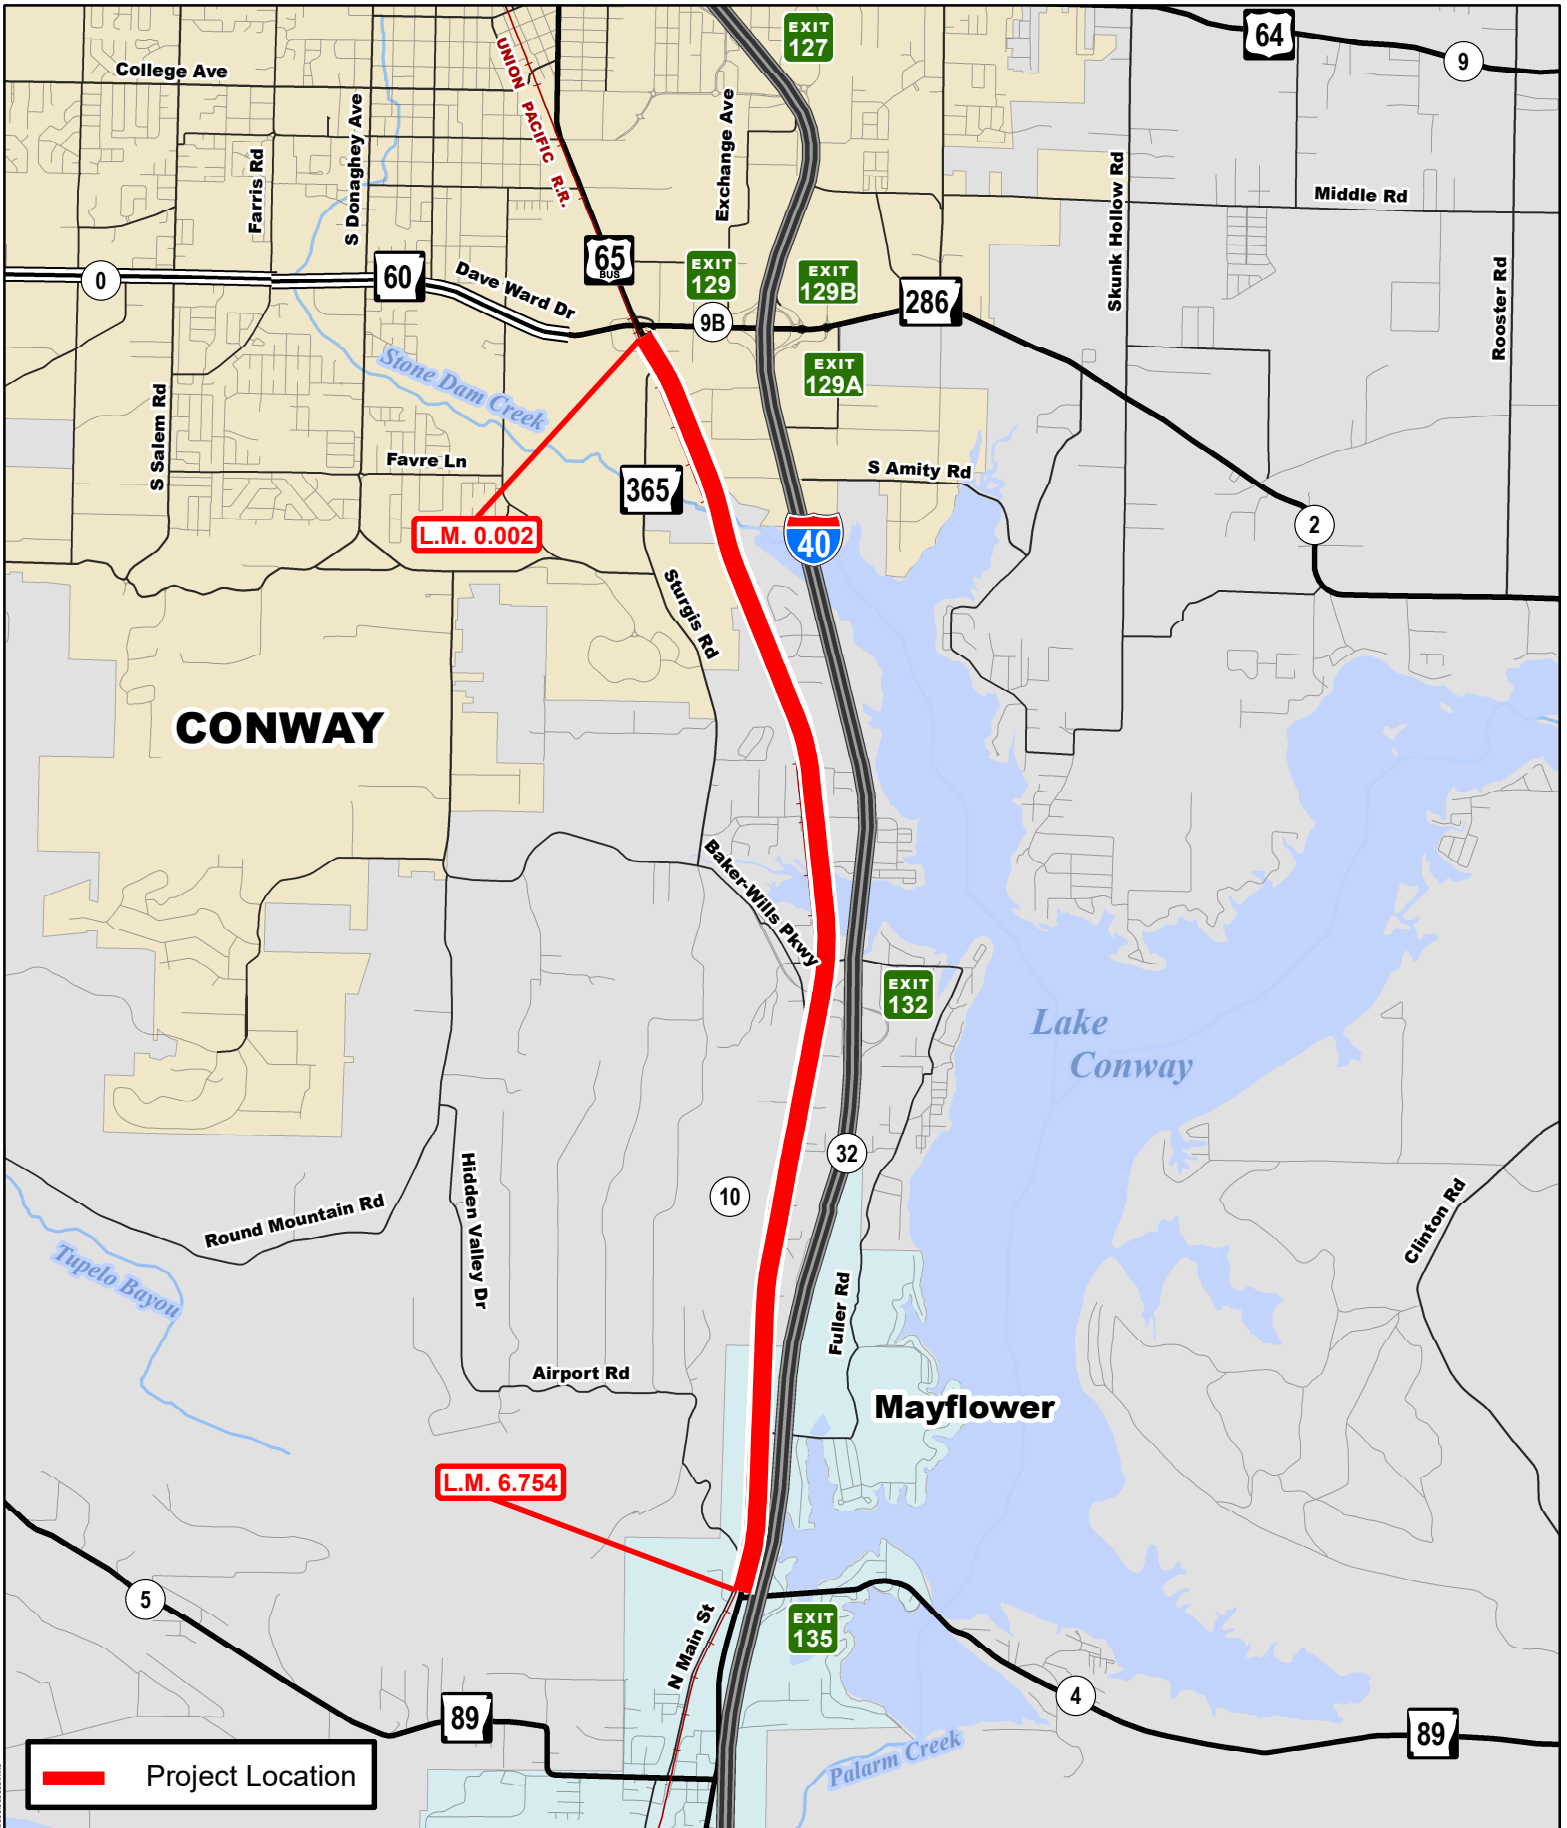 EXIT
127
64
9
College Ave
UNION PACIFIC R.R.
Exchange Ave
S Donaghey Ave
Farris Rd
Skunk Hollow Rd
Middle Rd
Rooster Rd
65
BUS
0
60
Dave Ward Dr
EXIT
129
9B
EXIT
129B
286
EXIT
129A
Stone Dam Creek
S Salem Rd
Favre Ln
365
S Amity Rd
L.M. 0.002
40
2
Sturgis Rd
CONWAY
Baker-Wills Pkwy
EXIT
132
Lake
Conway
32
10
Hidden Valley Dr
Round Mountain Rd
Clinton Rd
Tupelo Bayou
Fuller Rd
Airport Rd
Mayflower
L.M. 6.754
5
EXIT
135
N Main St
4
89
89
Palarm Creek
Project Location